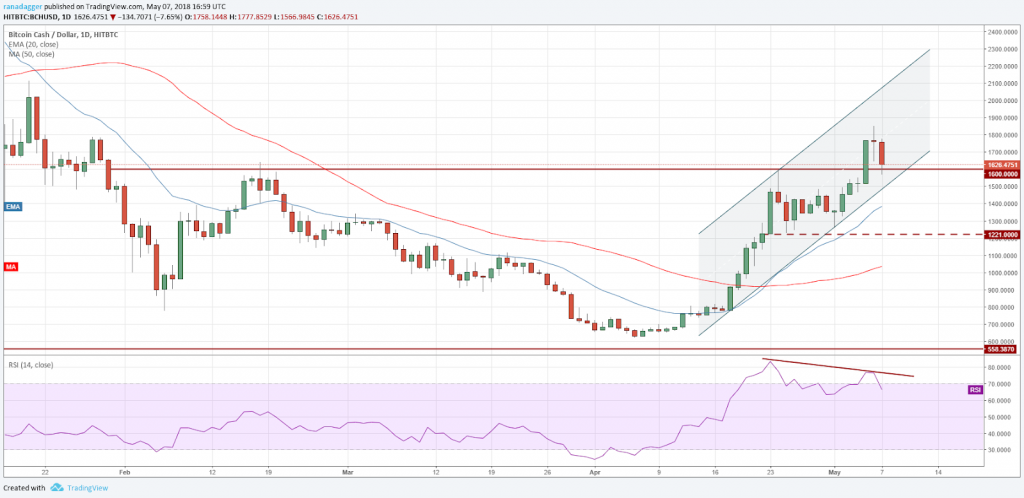 ranadagger published on TradingView.com, May 07, 2018 16:59 UTC
HITBTC:BCHUSD, 1D 1626.4751 ▼ -134.7071 (-7.65%) O:1758.1448 H:1777.8529 L:1566.9845 C:1626.4751
Bitcoin Cash / Dollar, 1D, HITBTC
EMA (20, close)
MA (50, close)
2400.0000
2300.0000
2200.0000
2100.0000
2000.0000
1900.0000
1800.0000
1700.0000
1626.4751
1600.0000
1500.0000
1400.0000
EMA
1300.0000
1221.0000
1200.0000
1100.0000
MA
1000.0000
900.0000
800.0000
700.0000
600.0000
558.3870
RSI (14, close)
80.0000
70.0000
RSI
60.0000
50.0000
40.0000
30.0000
22 Feb 12 19 Mar 12 19 26 Apr 9 16 23 May 7 14
Created with TradingView